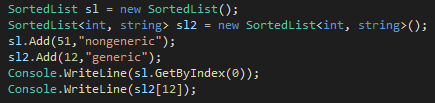 SortedList sl = new SortedList();
SortedList<int, string> sl2 = new SortedList<int, string>();
sl.Add(51,"nongeneric");
sl2.Add(12,"generic");
Console.WriteLine(sl.GetByIndex(0));
Console.WriteLine(sl2[12]);